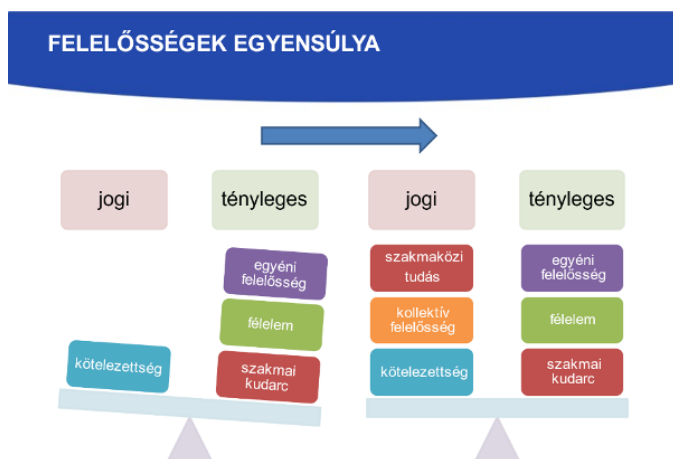 FELELŐSSÉGEK EGYENSÚLYA
jogi
tényleges
jogi
tényleges
egyéni
felelősség
félelem
kötelezettség
szakmai
kudarc
szakmaközi
tudás
kollektív
felelősség
kötelezettség
egyéni
felelősség
félelem
szakmai
kudarc